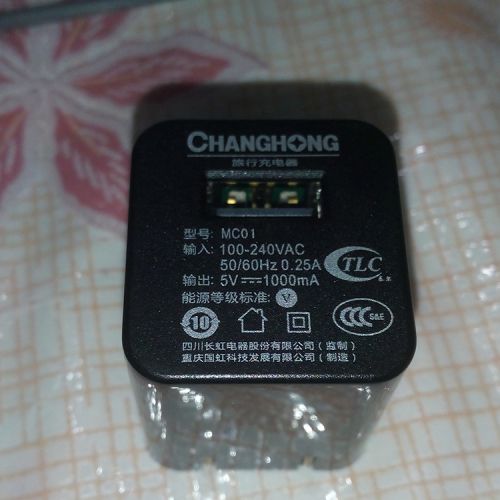 CHANGHONG
旅行充电器
型号: MC01
输入: 100-240VAC
50/60Hz 0.25A
输出: 5V⎓1000mA
TLC
能源等级标准: V
10
CCC S&E
四川长虹电器股份有限公司（监制）
重庆国虹科技发展有限公司（制造）